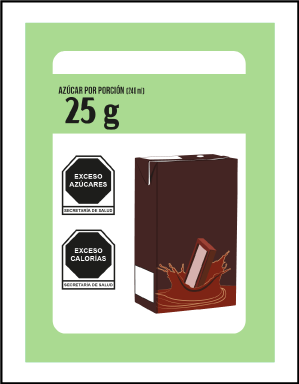 AZÚCAR POR PORCIÓN (240 ml)
25 g
EXCESO
AZÚCARES
SECRETARÍA DE SALUD
EXCESO
CALORÍAS
SECRETARÍA DE SALUD